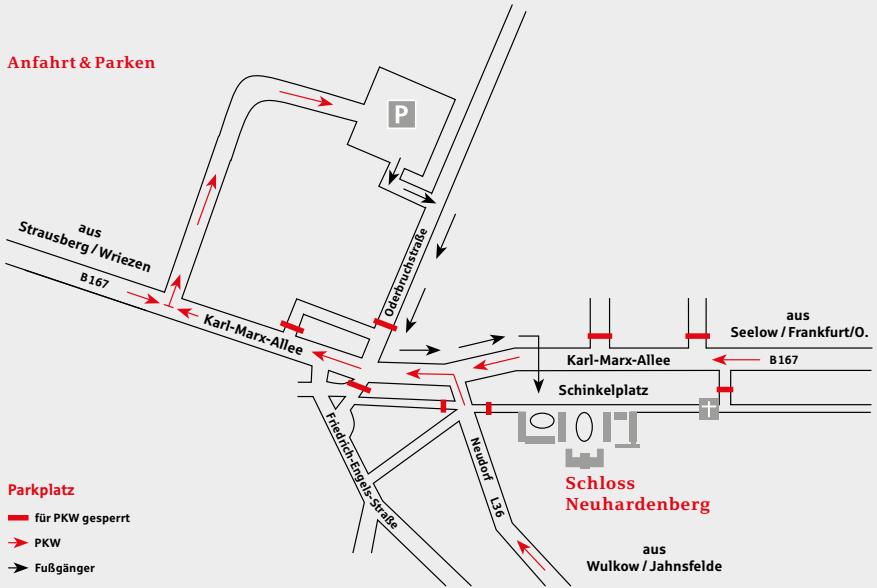 Anfahrt & Parken
P
aus
Strausberg / Wriezen
B167
Oderbruchstraße
Karl-Marx-Allee
aus
Seelow / Frankfurt/O.
Karl-Marx-Allee
B167
Schinkelplatz
Friedrich-Engels-Straße
Neudorf
L36
Schloss
Neuhardenberg
aus
Wulkow / Jahnsfelde
Parkplatz
für PKW gesperrt
PKW
Fußgänger